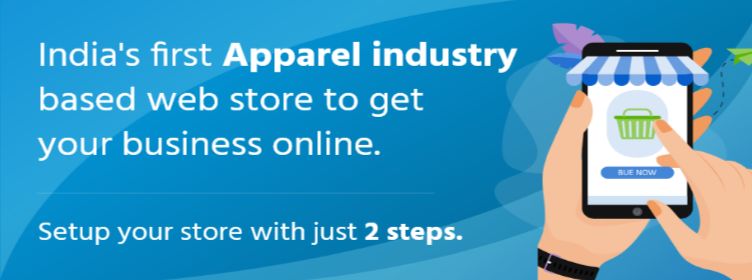 India's first Apparel industry
based web store to get
your business online.
Setup your store with just 2 steps.
BUE NOW